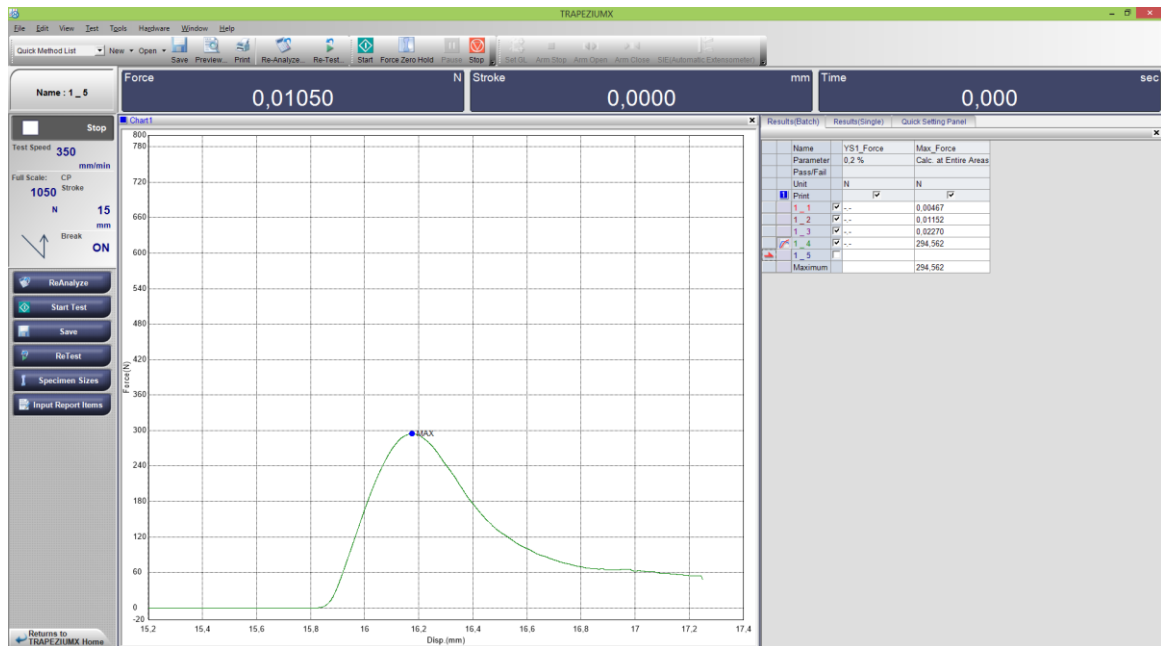 TRAPEZIUMX
File Edit View Test Tools Hardware Window Help
Quick Method List New Open Save Preview... Print Re-Analyze... Re-Test... Start Force Zero Hold Pause Stop Set GL Arm Stop Arm Open Arm Close SIE(Automatic Extensometer)
Name : 1 _ 5
Force N
0,01050
Stroke mm
0,0000
Time sec
0,000
Stop
Test Speed 350
mm/min
Full Scale: CP
1050 Stroke
N 15
mm
Break
ON
ReAnalyze
Start Test
Save
ReTest
Specimen Sizes
Input Report Items
Returns to
TRAPEZIUMX Home
Chart1
800
780
720
660
600
540
480
420
360
300
240
180
120
60
0
-20
Force(N)
MAX
15,2 15,4 15,6 15,8 16 16,2 16,4 16,6 16,8 17 17,2 17,4
Disp.(mm)
Results(Batch) Results(Single) Quick Setting Panel
Name YS1_Force Max_Force
Parameter 0,2 % Calc. at Entire Areas
Pass/Fail
Unit N N
1 Print
1 _ 1 -.- 0,00467
1 _ 2 -.- 0,01152
1 _ 3 -.- 0,02270
1 _ 4 -.- 294,562
1 _ 5
Maximum 294,562